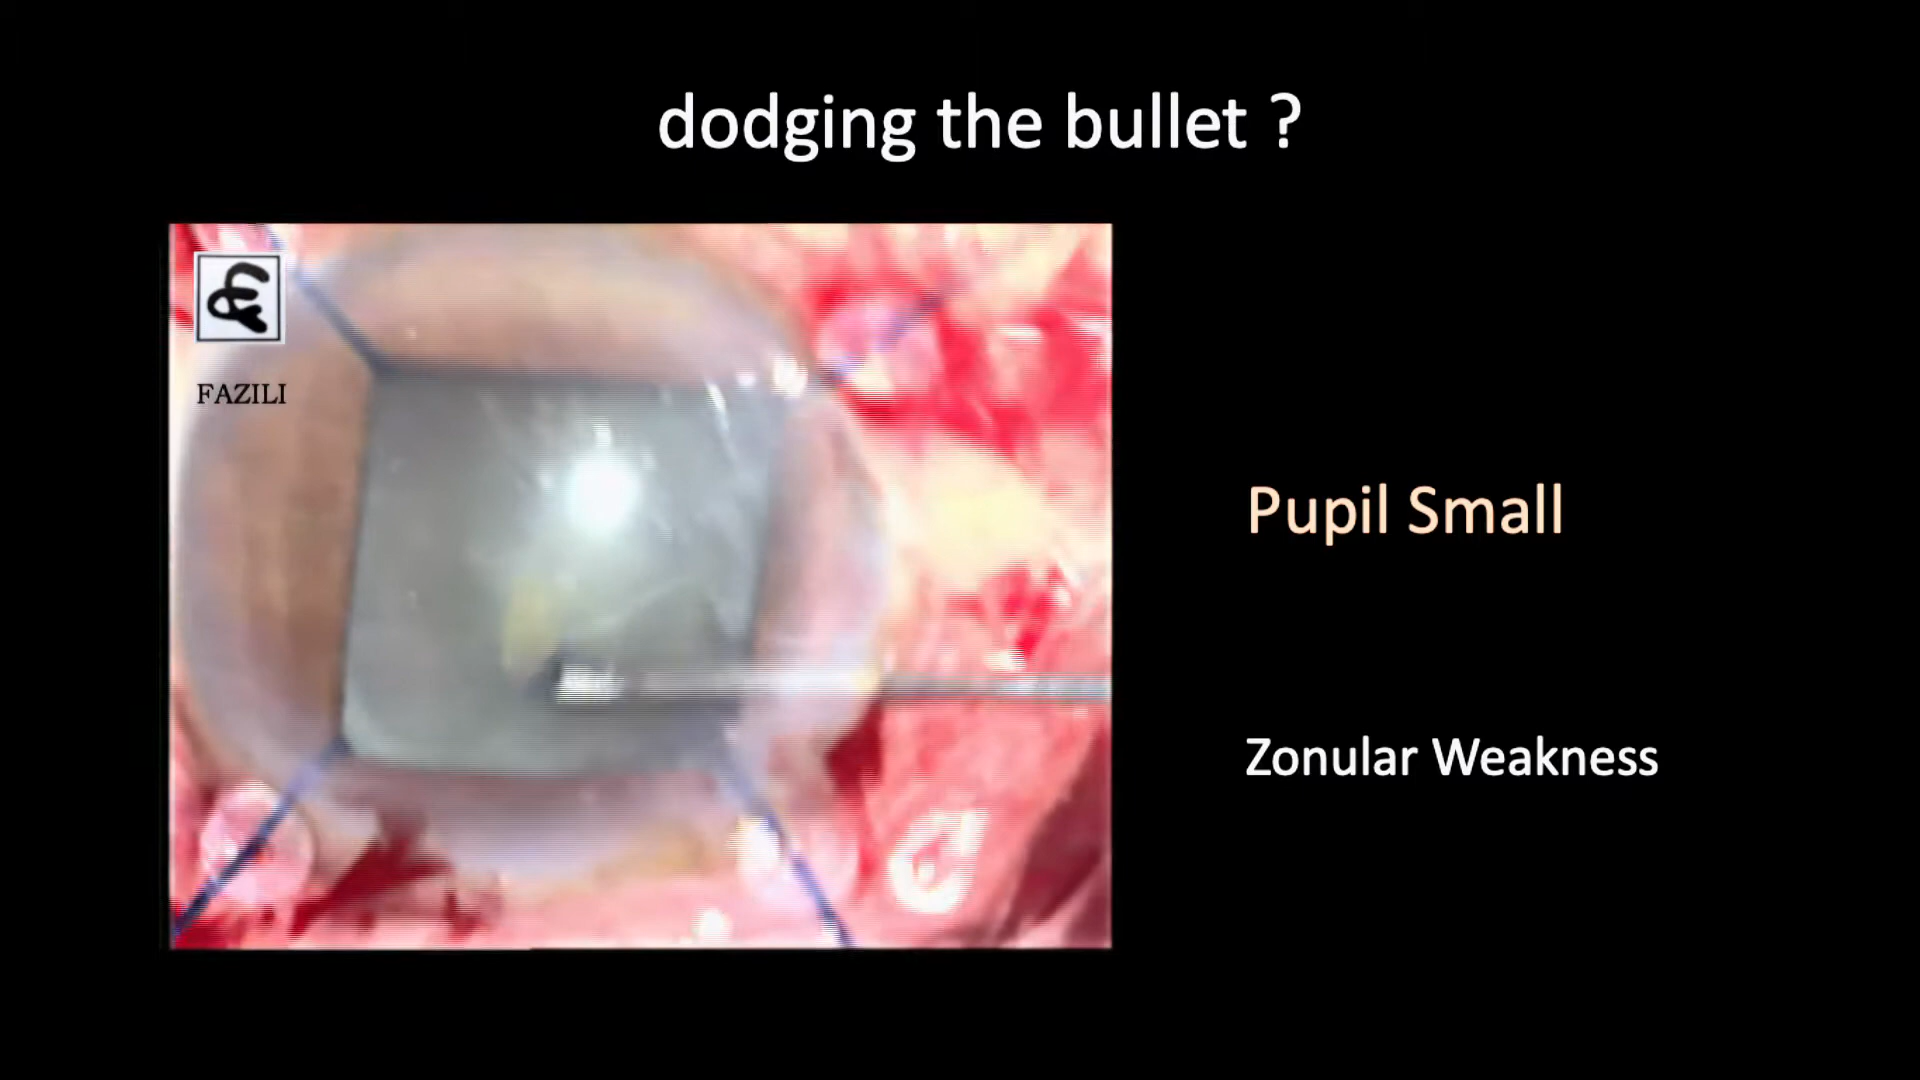 dodging the bullet ?
FAZILI
Pupil Small
Zonular Weakness